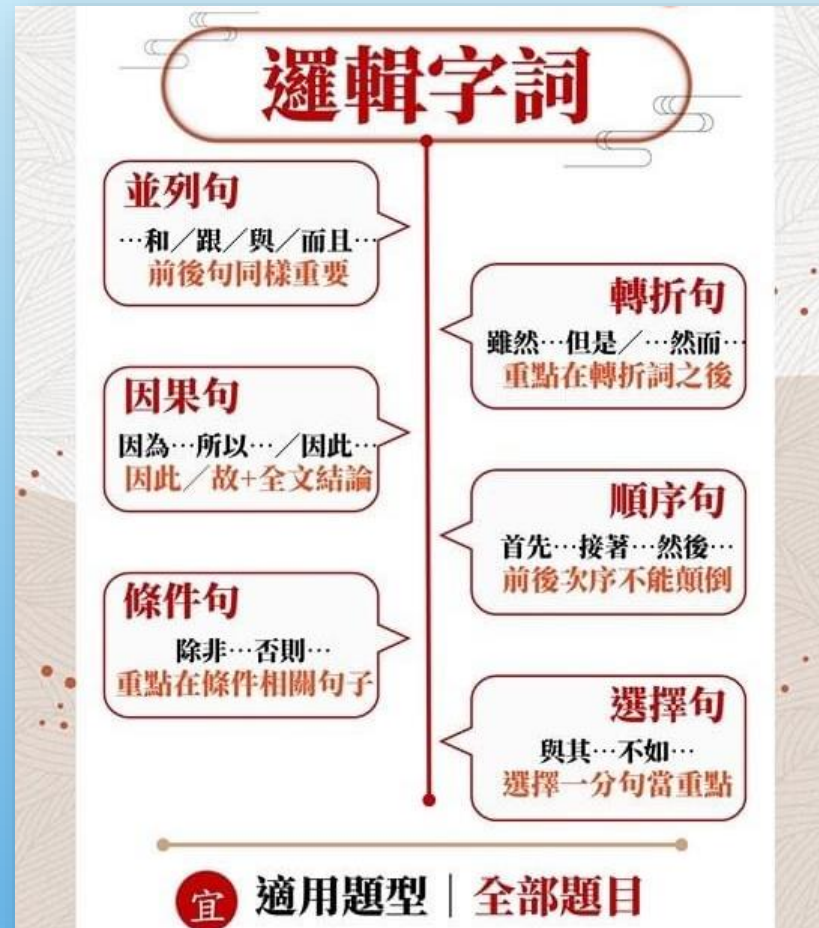 邏輯字詞
並列句
…和／跟／與／而且…
前後句同樣重要
轉折句
雖然…但是／…然而…
重點在轉折詞之後
因果句
因為…所以…／因此…
因此／故+全文結論
順序句
首先…接著…然後…
前後次序不能顛倒
條件句
除非…否則…
重點在條件相關句子
選擇句
與其…不如…
選擇一分句當重點
宜 適用題型｜全部題目